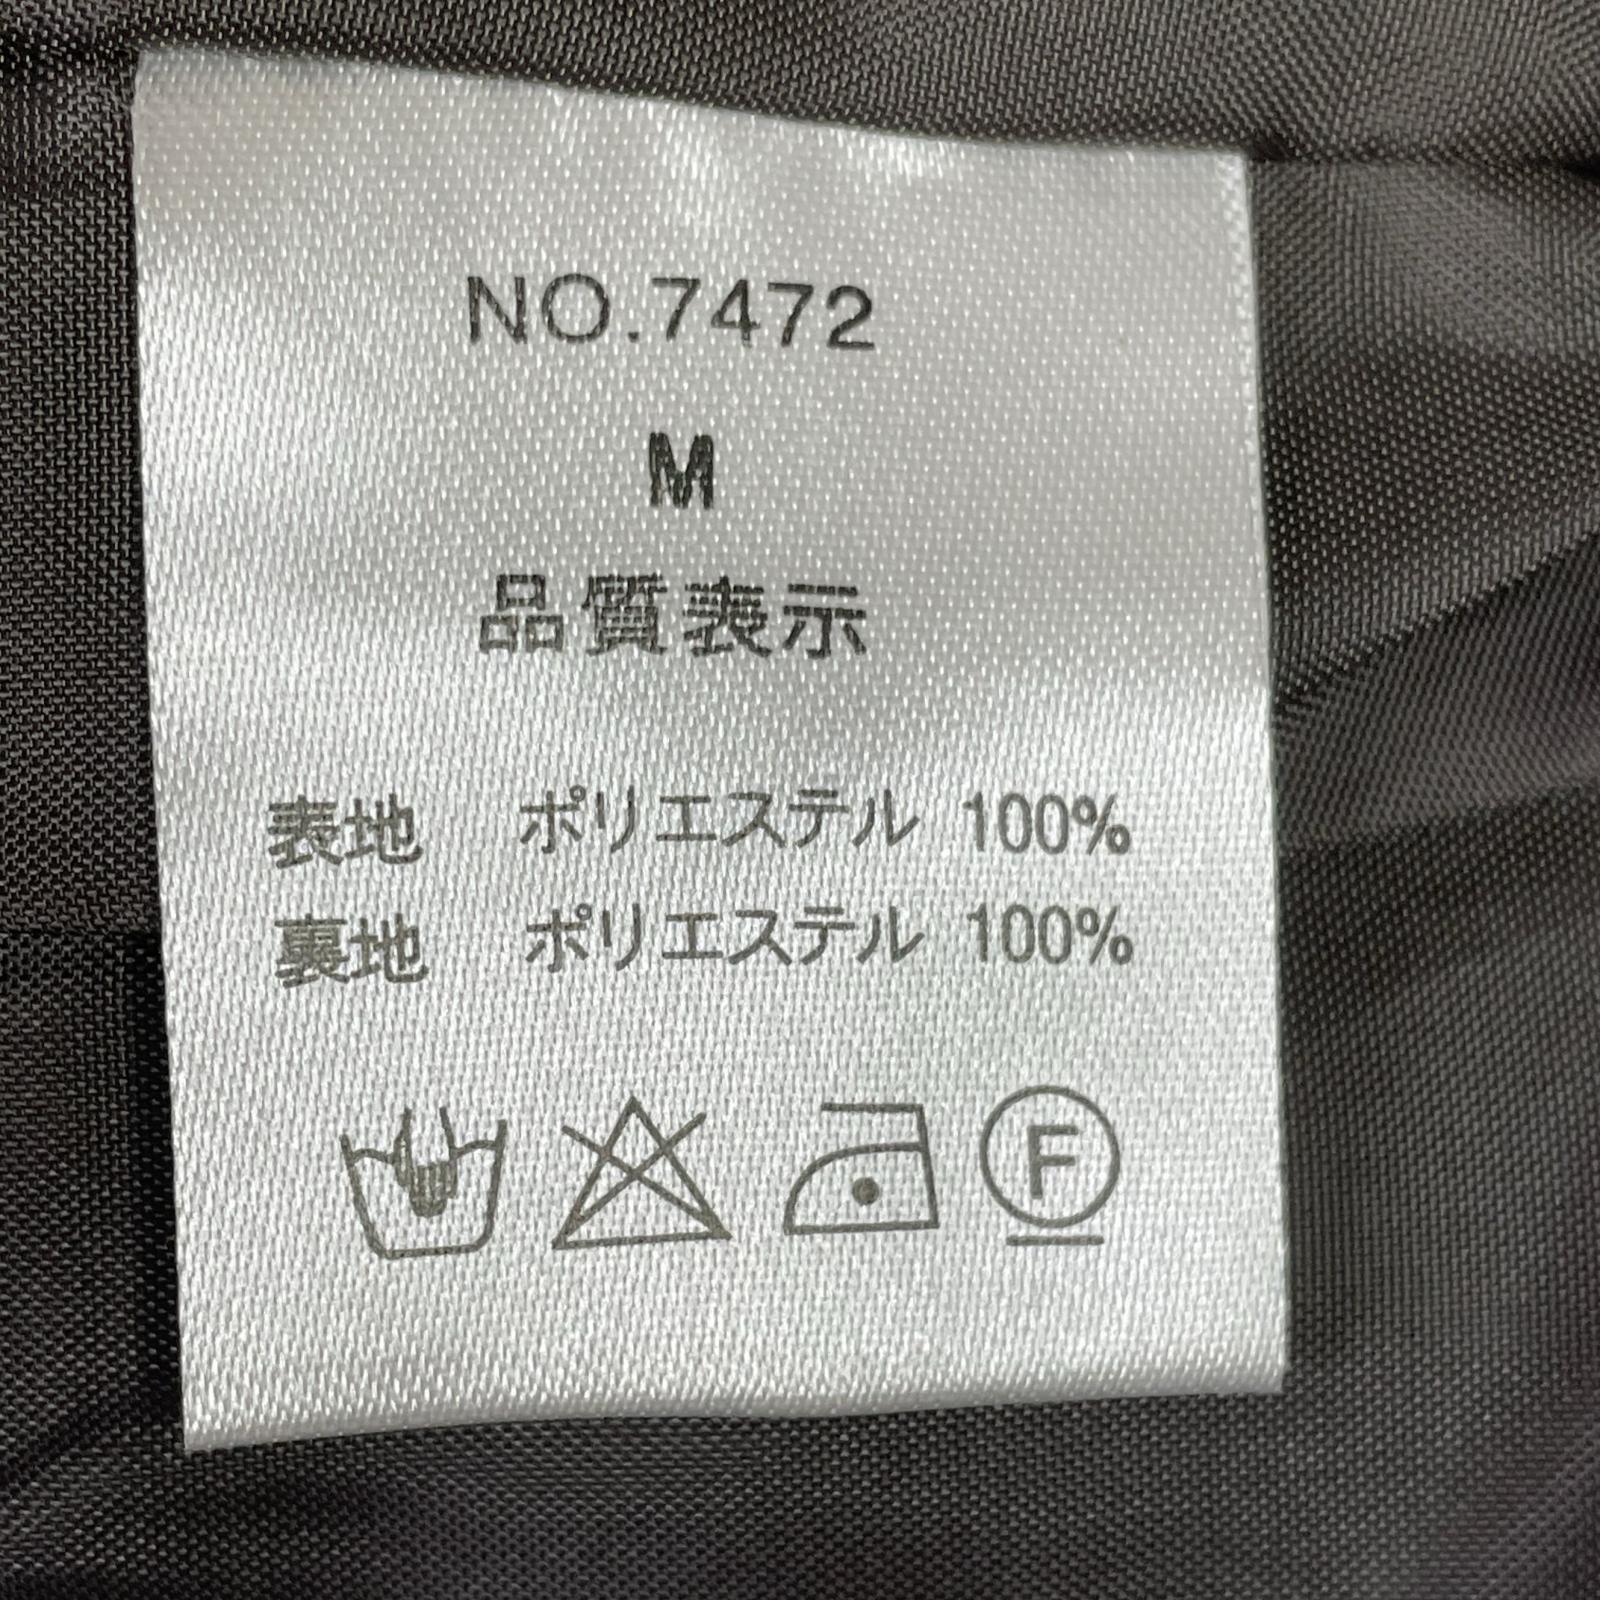 NO.7472
M
品質表示
表地 ポリエステル 100%
裏地 ポリエステル 100%
F